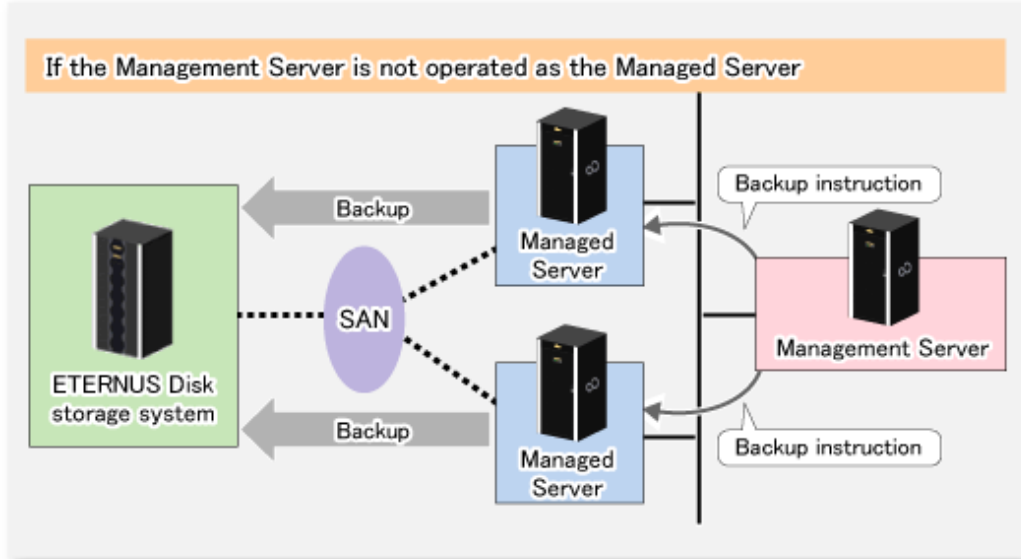 If the Management Server is not operated as the Managed Server
Backup instruction
Backup
Managed
Server
SAN
Management Server
ETERNUS Disk
storage system
Backup
Managed
Server
Backup instruction